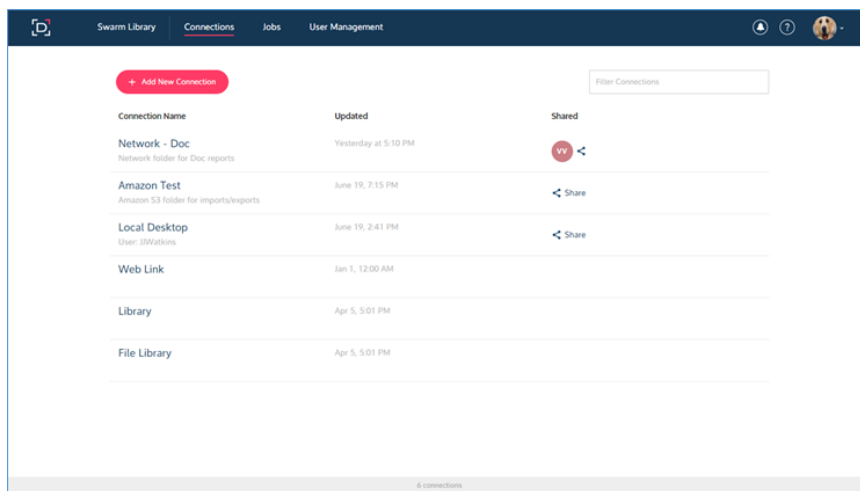 D
Swarm Library Connections Jobs User Management ?
+ Add New Connection
Filter Connections
Connection Name Updated Shared
Network - Doc Yesterday at 5:10 PM VV
Network folder for Doc reports
Amazon Test June 19, 7:15 PM Share
Amazon S3 folder for imports/exports
Local Desktop June 19, 2:41 PM Share
User: JJWatkins
Web Link Jan 1, 12:00 AM
Library Apr 5, 5:01 PM
File Library Apr 5, 5:01 PM
6 connections